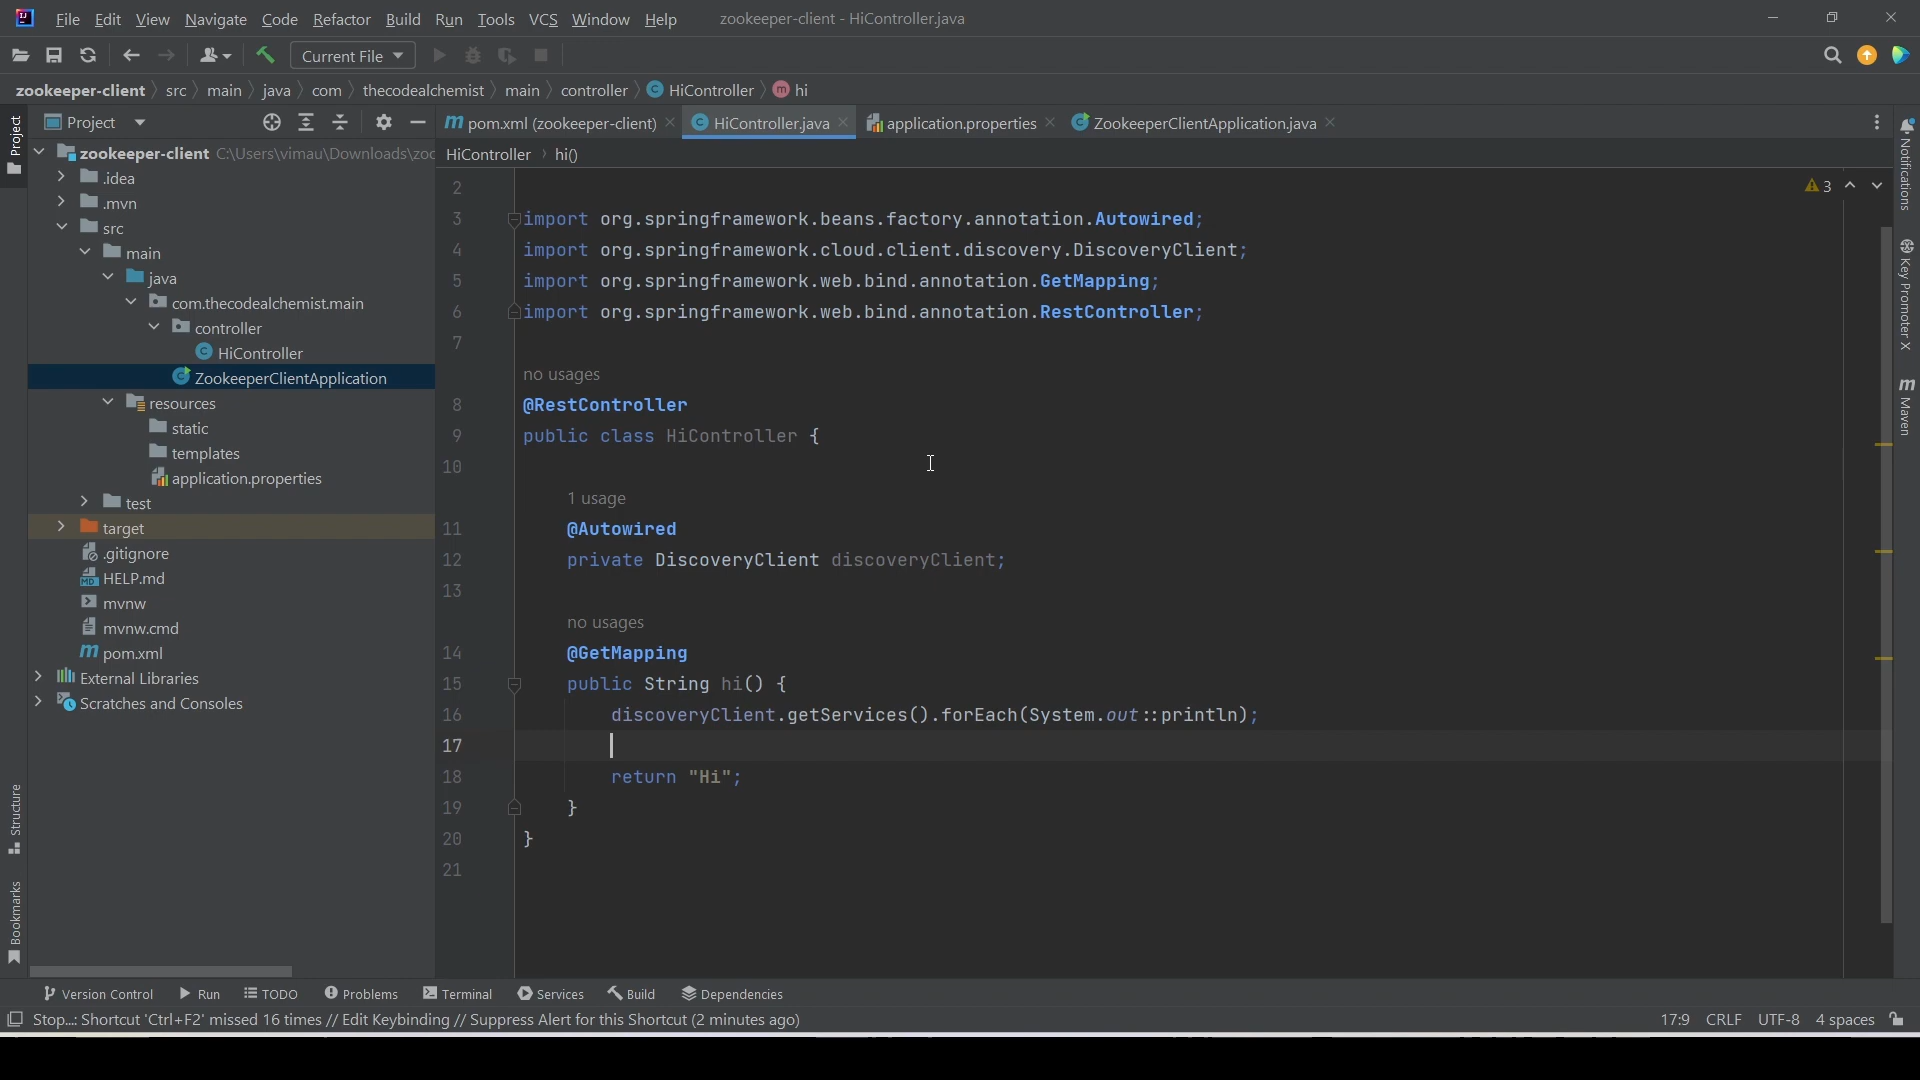 File Edit View Navigate Code Refactor Build Run Tools VCS Window Help zookeeper-client - HiController.java
Current File
zookeeper-client src main java com thecodealchemist main controller HiController hi
Project
pom.xml (zookeeper-client) HiController.java application.properties ZookeeperClientApplication.java
HiController hi()
Project
zookeeper-client C:\Users\vimau\Downloads\zoo
.idea
.mvn
src
main
java
com.thecodealchemist.main
controller
HiController
ZookeeperClientApplication
resources
static
templates
application.properties
test
target
.gitignore
HELP.md
mvnw
mvnw.cmd
pom.xml
External Libraries
Scratches and Consoles
Structure
Bookmarks
3
2
3 import org.springframework.beans.factory.annotation.Autowired;
4 import org.springframework.cloud.client.discovery.DiscoveryClient;
5 import org.springframework.web.bind.annotation.GetMapping;
6 import org.springframework.web.bind.annotation.RestController;
7
no usages
8 @RestController
9 public class HiController {
10
1 usage
11 @Autowired
12 private DiscoveryClient discoveryClient;
13
no usages
14 @GetMapping
15 public String hi() {
16 discoveryClient.getServices().forEach(System.out::println);
17
18 return "Hi";
19 }
20 }
21
Notifications
Key Promoter X
Maven
Version Control Run TODO Problems Terminal Services Build Dependencies
Stop...: Shortcut 'Ctrl+F2' missed 16 times // Edit Keybinding // Suppress Alert for this Shortcut (2 minutes ago) 17:9 CRLF UTF-8 4 spaces